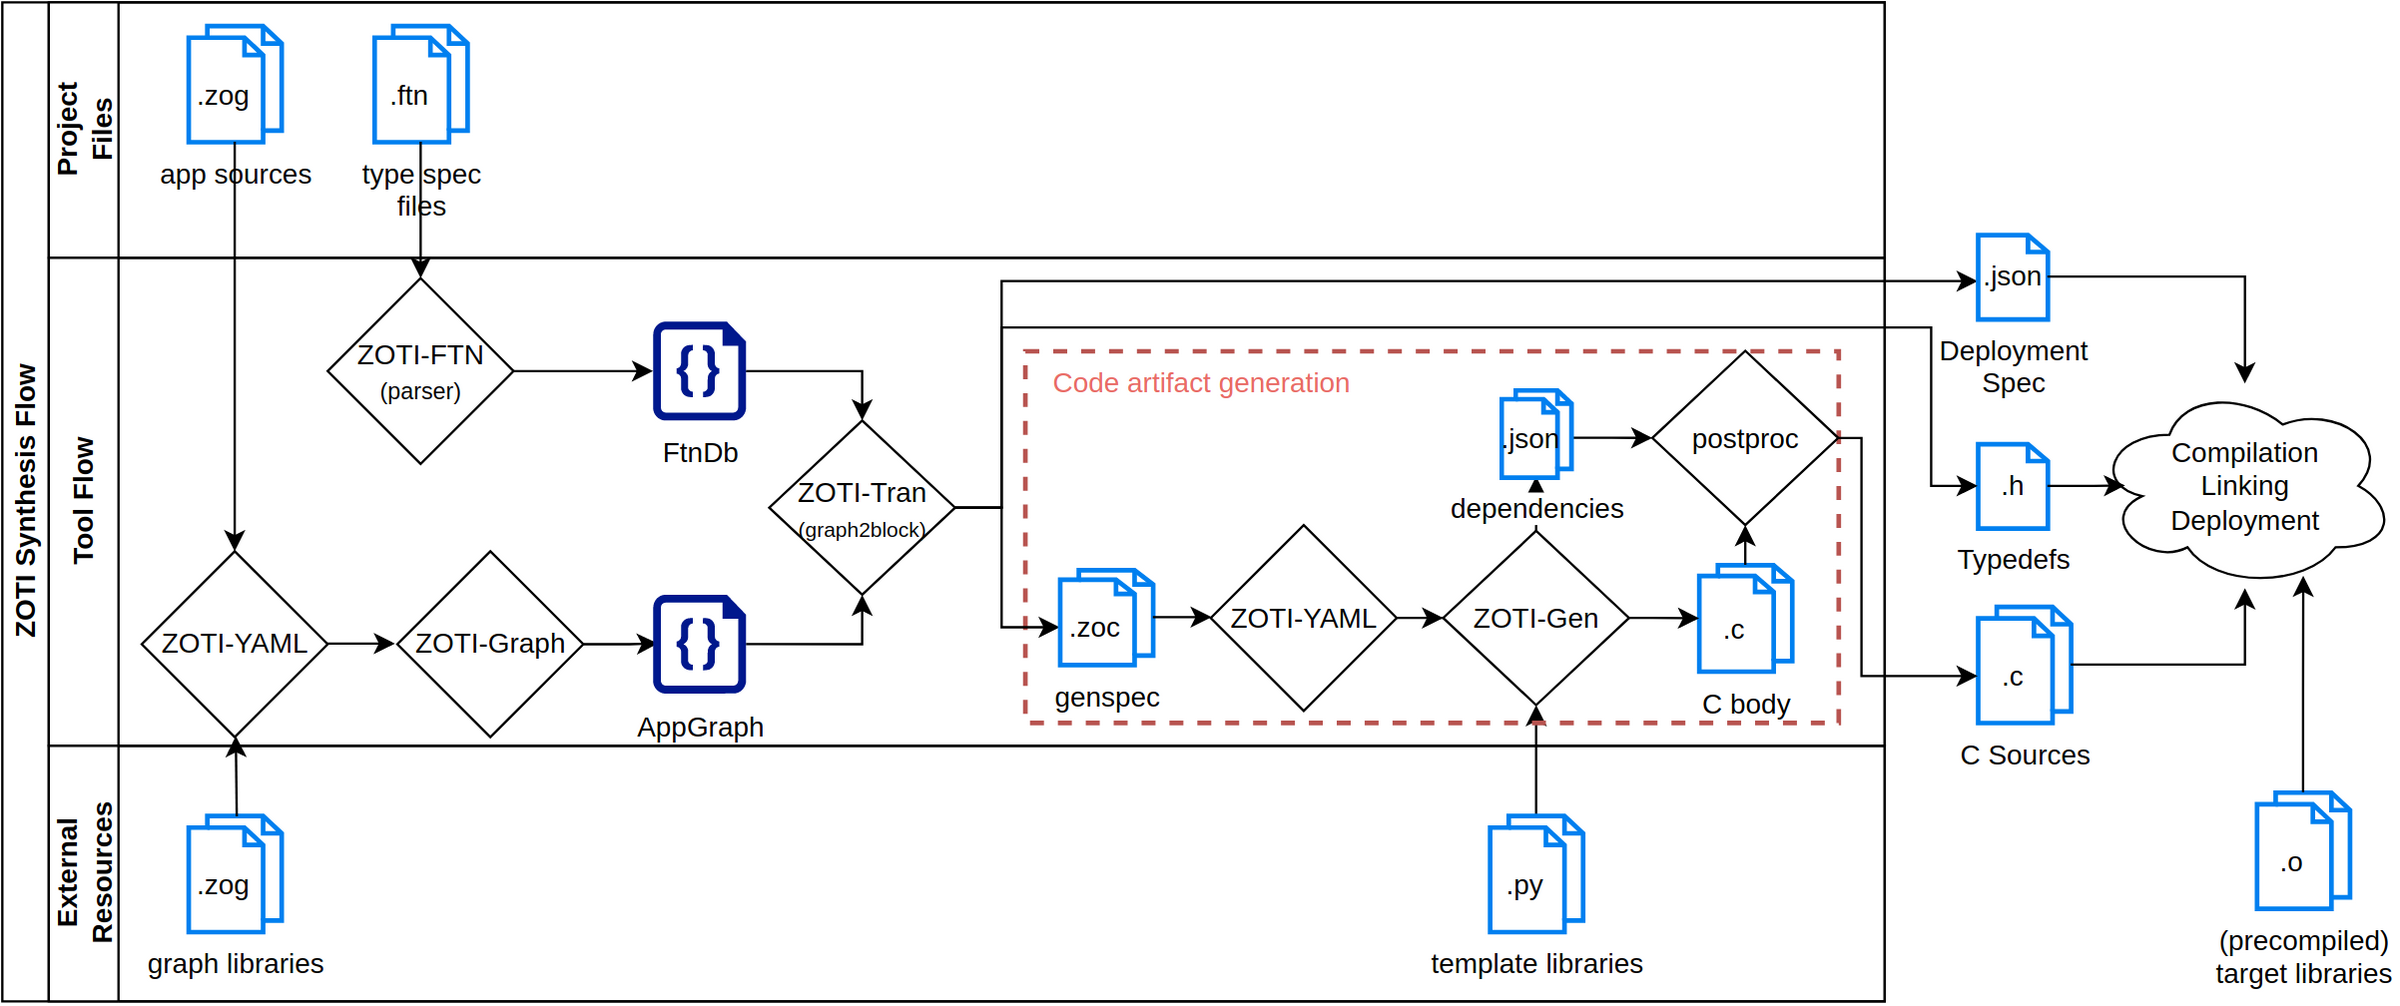 ZOTI Synthesis Flow
Project
Files
.zog
app sources
.ftn
type spec
files
Tool Flow
ZOTI-FTN
(parser)
{ }
FtnDb
ZOTI-YAML
ZOTI-Graph
{ }
AppGraph
ZOTI-Tran
(graph2block)
Code artifact generation
.zoc
genspec
ZOTI-YAML
ZOTI-Gen
.json
dependencies
postproc
.c
C body
External
Resources
.zog
graph libraries
.py
template libraries
.json
Deployment
Spec
.h
Typedefs
.c
C Sources
Compilation
Linking
Deployment
.o
(precompiled)
target libraries